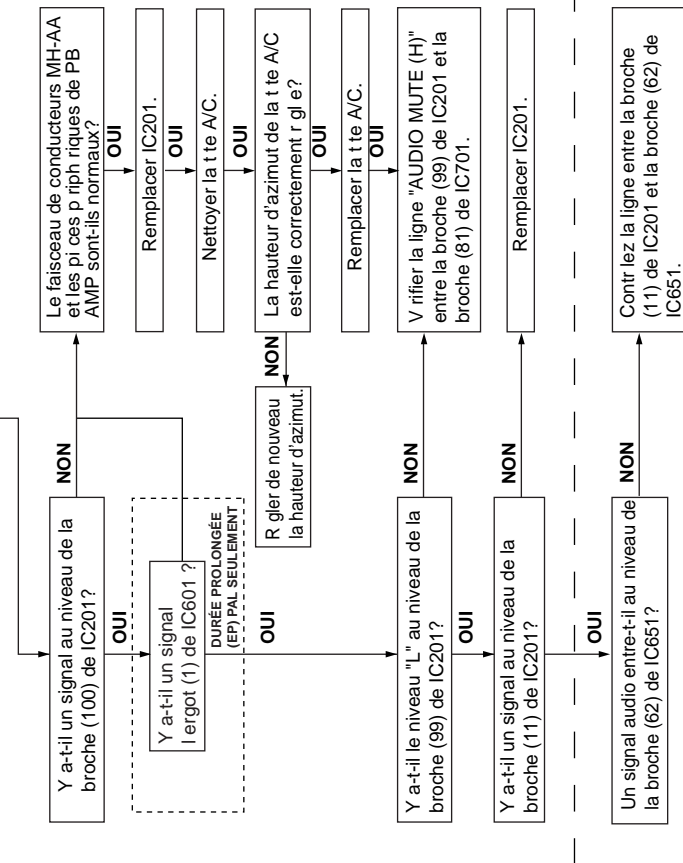 Y a-t-il un signal au niveau de la
broche (100) de IC201?
NON
OUI
Y a-t-il un signal
l ergot (1) de IC601 ?
DURÉE PROLONGÉE
(EP) PAL SEULEMENT
OUI
Y a-t-il le niveau "L" au niveau de la
broche (99) de IC201?
NON
OUI
Y a-t-il un signal au niveau de la
broche (11) de IC201?
NON
OUI
Un signal audio entre-t-il au niveau de
la broche (62) de IC651?
NON
Le faisceau de conducteurs MH-AA
et les pi ces p riph riques de PB
AMP sont-ils normaux?
OUI
Remplacer IC201.
OUI
Nettoyer la t te A/C.
OUI
La hauteur d'azimut de la t te A/C
est-elle correctement r gl e?
NON
R gler de nouveau
la hauteur d'azimut.
OUI
Remplacer la t te A/C.
OUI
V rifier la ligne "AUDIO MUTE (H)"
entre la broche (99) de IC201 et la
broche (81) de IC701.
Remplacer IC201.
Contr lez la ligne entre la broche
(11) de IC201 et la broche (62) de
IC651.